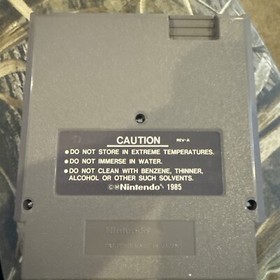 CAUTION REV-A
•DO NOT STORE IN EXTREME TEMPERATURES.
•DO NOT IMMERSE IN WATER.
•DO NOT CLEAN WITH BENZENE, THINNER,
ALCOHOL OR OTHER SUCH SOLVENTS.
©Nintendo® 1985